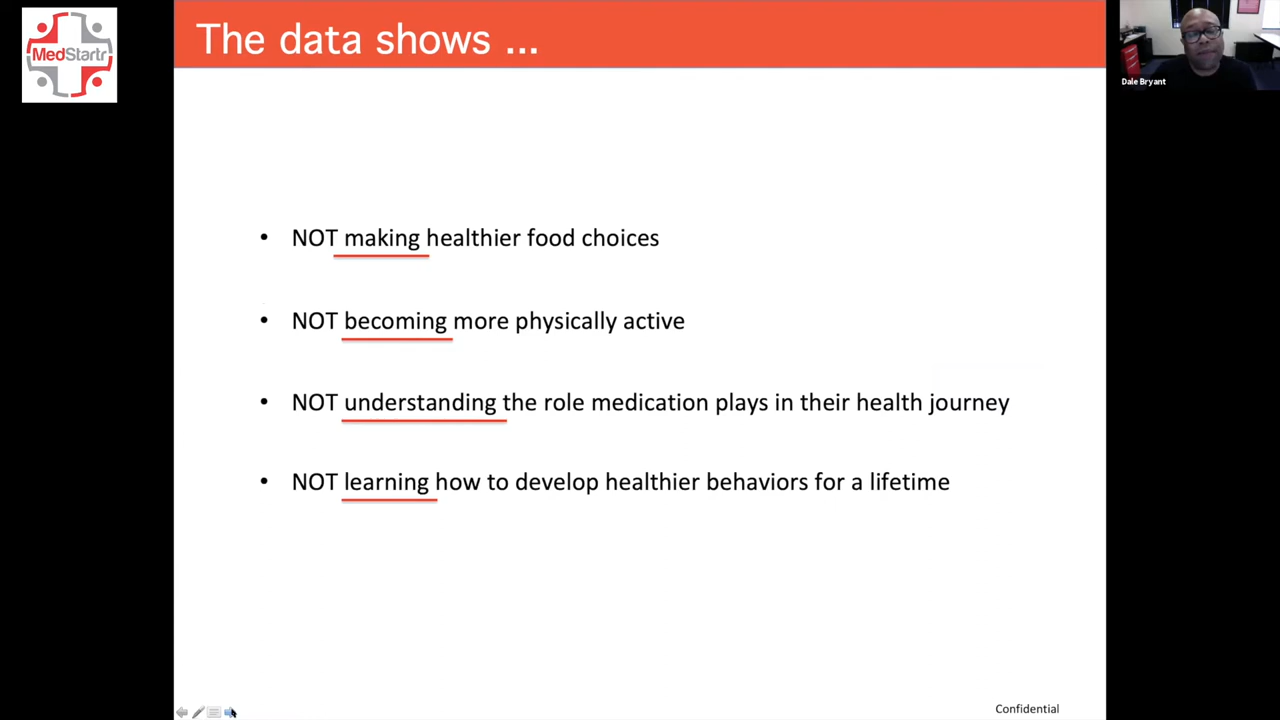 MedStartr
The data shows ...
Dale Bryant
• NOT making healthier food choices
• NOT becoming more physically active
• NOT understanding the role medication plays in their health journey
• NOT learning how to develop healthier behaviors for a lifetime
Confidential